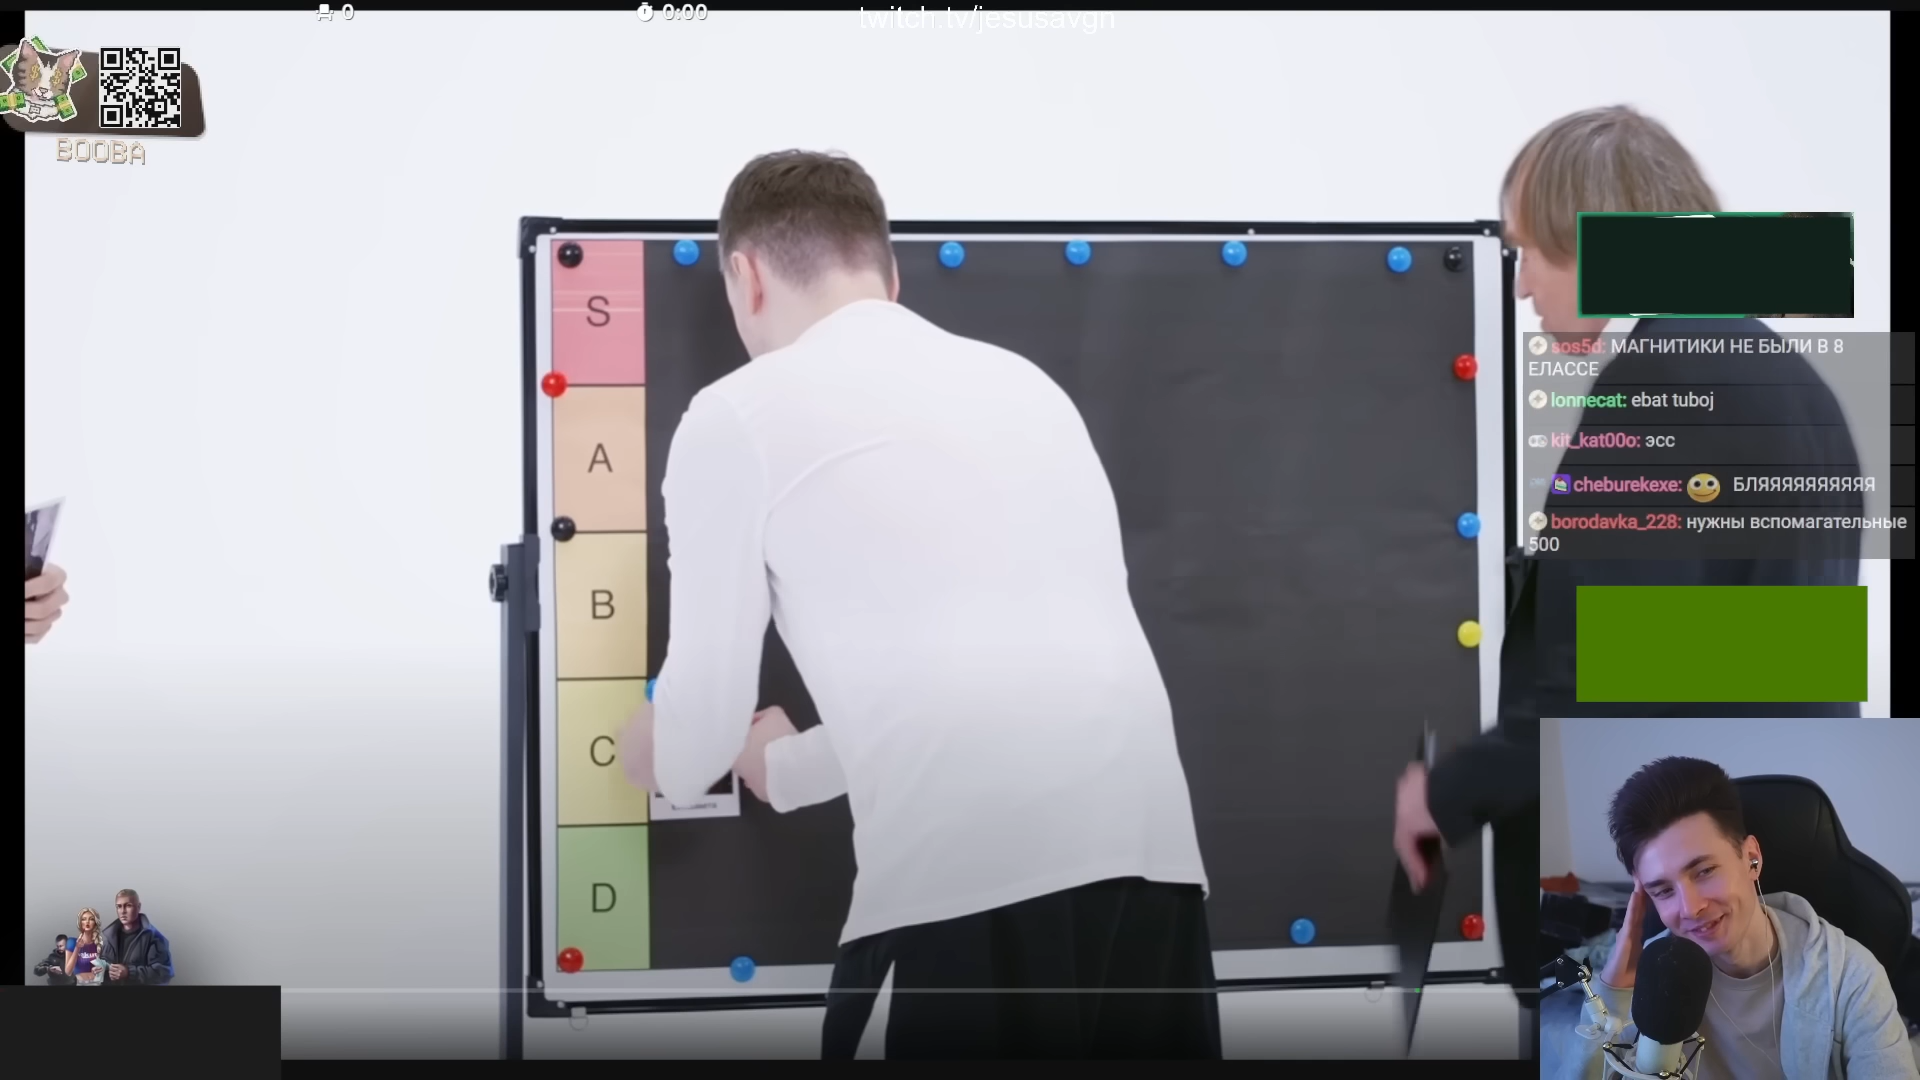 0
0:00
twitch.tv/jesusavgn
BOOBA
S
A
B
C
D
sos5d: МАГНИТИКИ НЕ БЫЛИ В 8
ЕЛАССЕ
lonnecat: ebat tuboj
kit_kat00o: эсс
cheburekexe: БЛЯЯЯЯЯЯЯЯЯЯ
borodavka_228: нужны вспомагательные
500